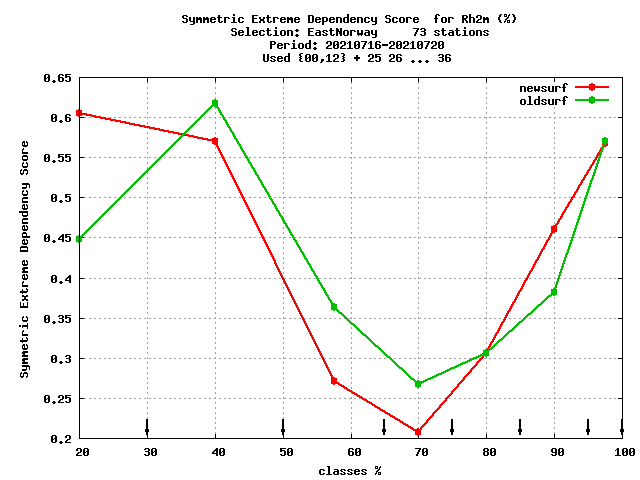 Symmetric Extreme Dependency Score  for Rh2m (%)
Selection: EastNorway     73 stations
Period: 20210716-20210720
Used {00,12} + 25 26 ... 36
newsurf
oldsurf
0.65
0.6
0.55
0.5
0.45
0.4
0.35
0.3
0.25
0.2
Symmetric Extreme Dependency Score
20 30 40 50 60 70 80 90 100
classes %